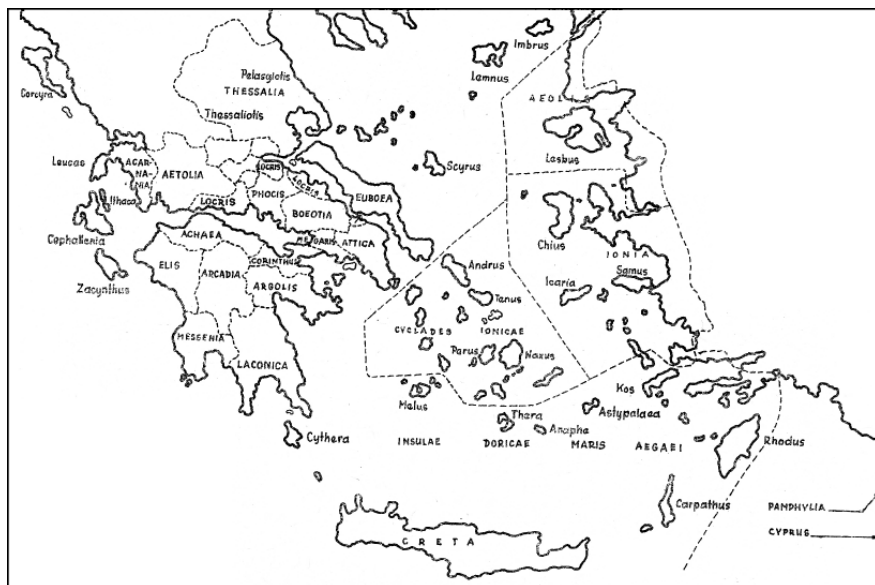 Imbrus
Lemnus
Pelasgiotis
THESSALIA
Corcyra
AEOLIS
Thessaliotis
Lesbus
Leucas
ACAR-
NA-
NIA
AETOLIA
LOCRIS
LOCRIS
Scyrus
Ithaca
LOCRIS
PHOCIS
EUBOEA
BOEOTIA
Cephallenia
ACHAEA
MEGARIS
ATTICA
Chius
IONIA
ELIS
CORINTHUS
Andrus
Zacynthus
ARCADIA
Samus
Icaria
ARGOLIS
Tenus
CYCLADES
IONICAE
MESSENIA
Parus
Naxus
LACONICA
Kos
Melus
Thera
Astypalaea
Anaphe
Cythera
INSULAE
DORICAE
MARIS
AEGAEI
Rhodus
Carpathus
PAMPHYLIA
CYPRUS
CRETA